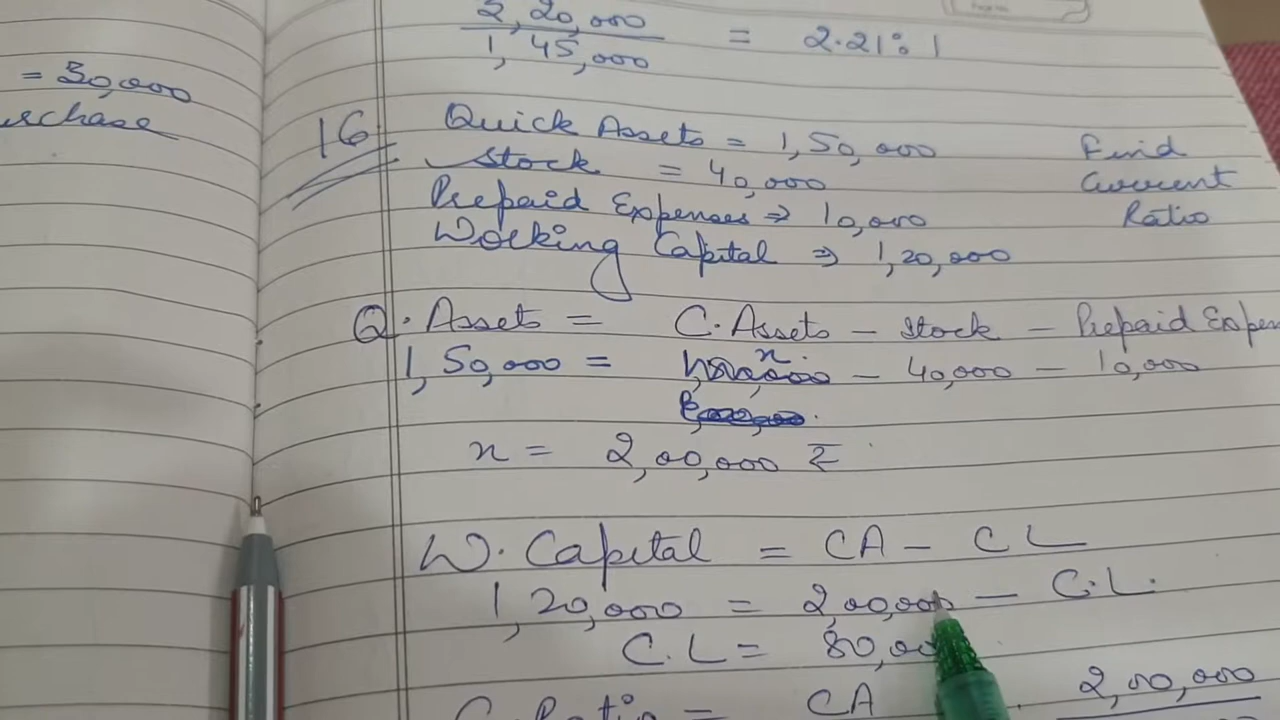 = 30,000
2,20,000
1,45,000
= 2.21:1
16 Quick Assets = 1,50,000
Stock = 40,000
Prepaid Expenses ⇒ 10,000
Working Capital ⇒ 1,20,000
Find
Current
Ratio
Q. Assets = C. Assets - Stock - Prepaid Expen
1,50,000 = x - 40,000 - 10,000
x = 2,00,000 ₹
W. Capital = CA - CL
1,20,000 = 2,00,000 - C.L.
C.L = 80,00
C. Ratio = CA
2,00,000